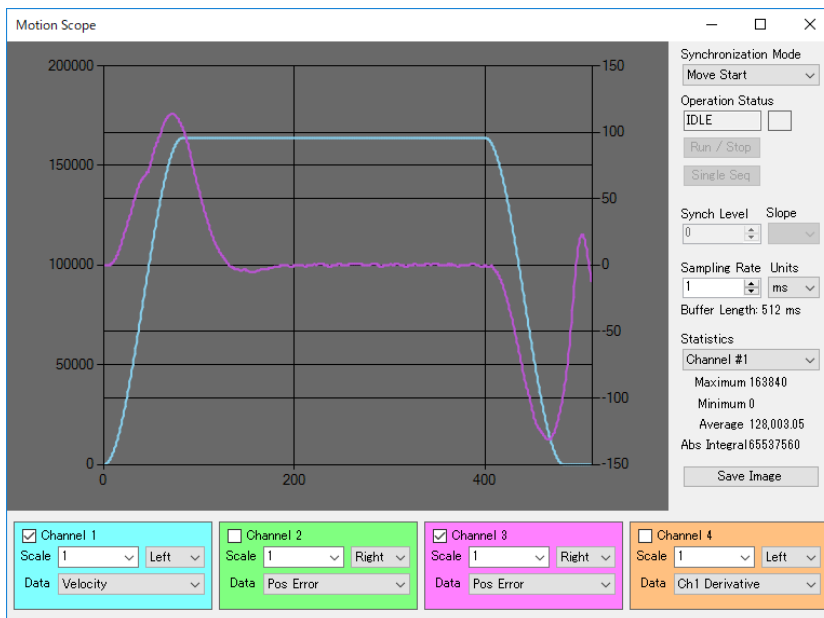 Motion Scope
200000
150000
100000
50000
0
150
100
50
0
-50
-100
-150
0
200
400
Synchronization Mode
Move Start
Operation Status
IDLE
Run / Stop
Single Seq
Synch Level Slope
0
Sampling Rate Units
1 ms
Buffer Length: 512 ms
Statistics
Channel #1
Maximum 163840
Minimum 0
Average 128,003.05
Abs Integral 65537560
Save Image
Channel 1
Scale 1 Left
Data Velocity
Channel 2
Scale 1 Right
Data Pos Error
Channel 3
Scale 1 Right
Data Pos Error
Channel 4
Scale 1 Left
Data Ch1 Derivative